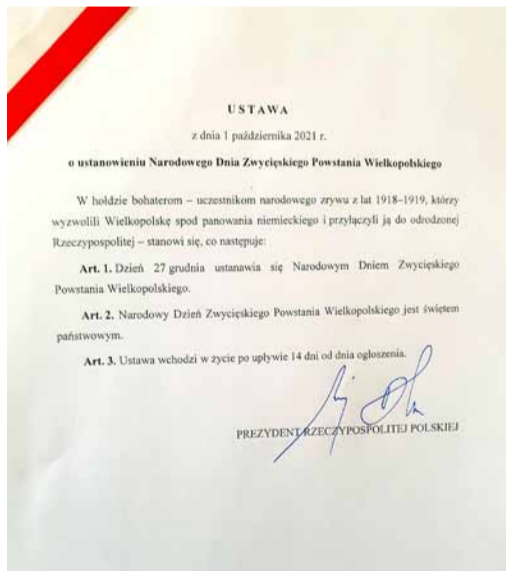 USTAWA
z dnia 1 października 2021 r.
o ustanowieniu Narodowego Dnia Zwycięskiego Powstania Wielkopolskiego
W hołdzie bohaterom – uczestnikom narodowego zrywu z lat 1918–1919, którzy
wyzwolili Wielkopolskę spod panowania niemieckiego i przyłączyli ją do odrodzonej
Rzeczypospolitej – stanowi się, co następuje:
Art. 1. Dzień 27 grudnia ustanawia się Narodowym Dniem Zwycięskiego
Powstania Wielkopolskiego.
Art. 2. Narodowy Dzień Zwycięskiego Powstania Wielkopolskiego jest świętem
państwowym.
Art. 3. Ustawa wchodzi w życie po upływie 14 dni od dnia ogłoszenia.
PREZYDENT RZECZYPOSPOLITEJ POLSKIEJ